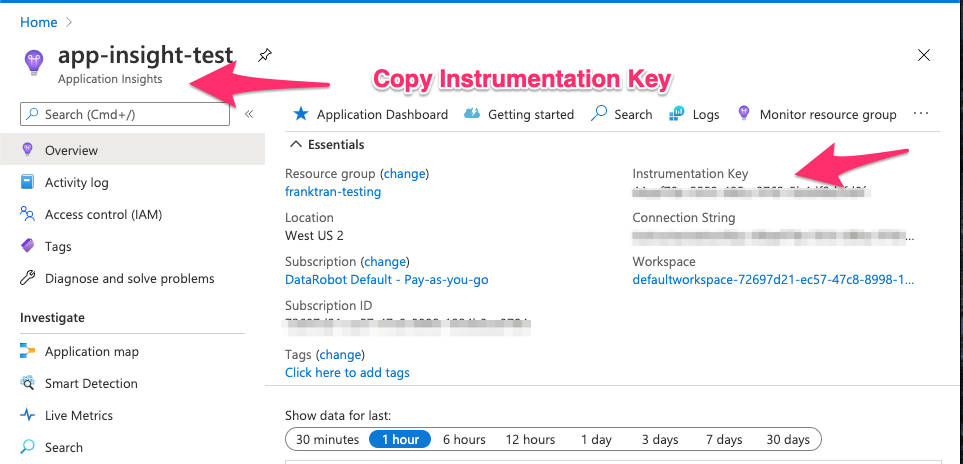 Home
app-insight-test
Application Insights
Copy Instrumentation Key
Search (Cmd+/)
Overview
Activity log
Access control (IAM)
Tags
Diagnose and solve problems
Investigate
Application map
Smart Detection
Live Metrics
Search
Application Dashboard
Getting started
Search
Logs
Monitor resource group
...
Essentials
Resource group (change)
franktran-testing
Location
West US 2
Subscription (change)
DataRobot Default - Pay-as-you-go
Subscription ID
Tags (change)
Click here to add tags
Instrumentation Key
Connection String
Workspace
defaultworkspace-72697d21-ec57-47c8-8998-1...
Show data for last:
30 minutes
1 hour
6 hours
12 hours
1 day
3 days
7 days
30 days